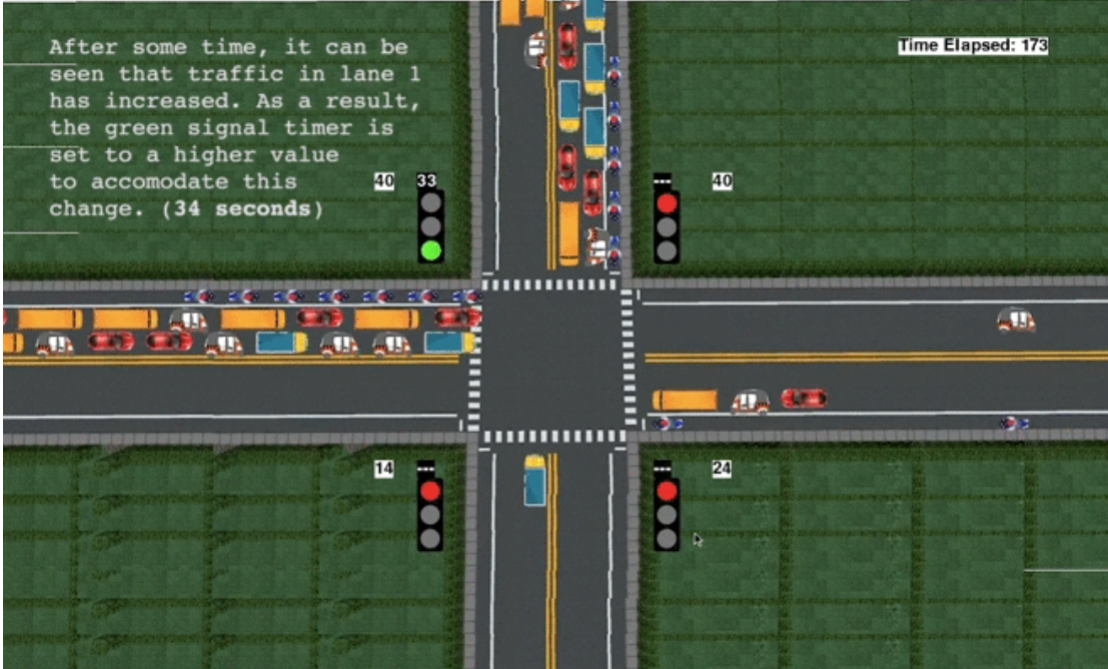 After some time, it can be
seen that traffic in lane 1
has increased. As a result,
the green signal timer is
set to a higher value
to accomodate this
change. (34 seconds)
Time Elapsed: 173
40
33
---
40
14
---
---
24